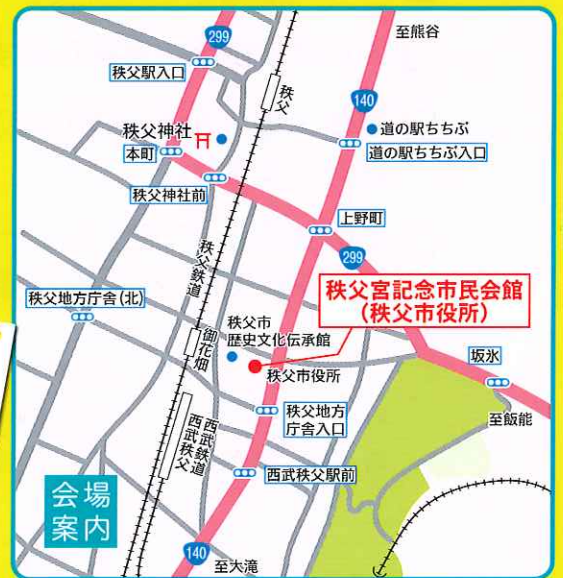 299
至熊谷
秩父駅入口
140
秩父
秩父神社
道の駅ちちぶ
本町
道の駅ちちぶ入口
秩父神社前
上野町
299
秩父鉄道
秩父宮記念市民会館
(秩父市役所)
秩父地方庁舎(北)
御花畑
秩父市
歴史文化伝承館
坂氷
秩父市役所
秩父地方
庁舎入口
至飯能
西武鉄道
西武秩父
西武秩父駅前
会場
案内
140
至大滝